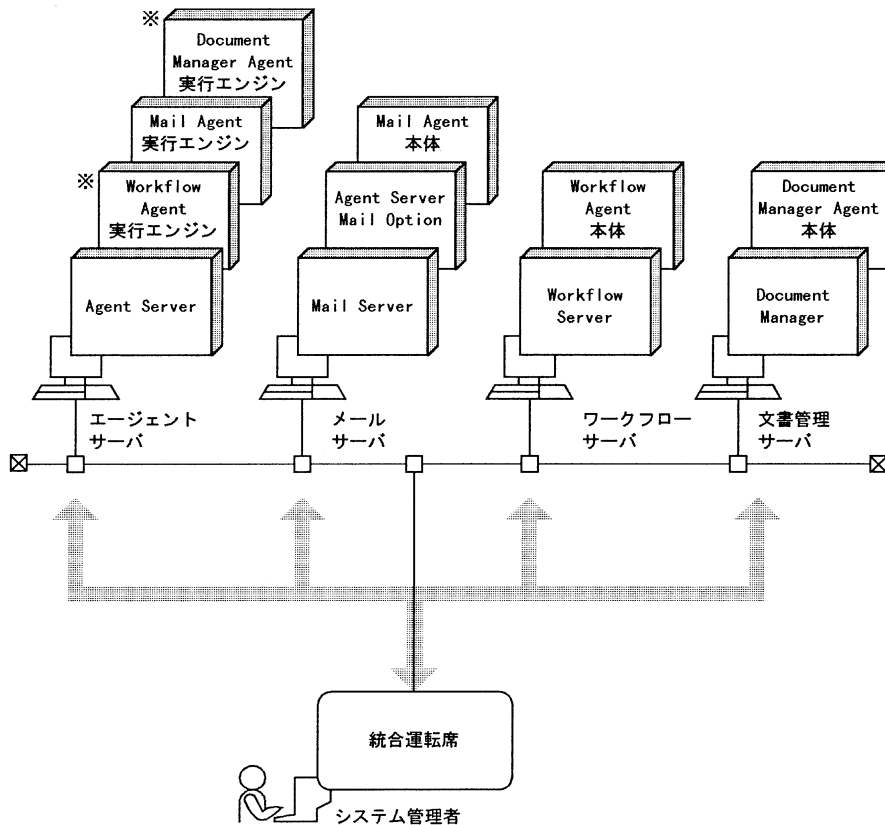 ※
Document
Manager Agent
実行エンジン
Mail Agent
実行エンジン
※
Workflow
Agent
実行エンジン
Agent Server
Mail Agent
本体
Agent Server
Mail Option
Mail Server
Workflow
Agent
本体
Workflow
Server
Document
Manager Agent
本体
Document
Manager
エージェント
サーバ
メール
サーバ
ワークフロー
サーバ
文書管理
サーバ
統合運転席
システム管理者